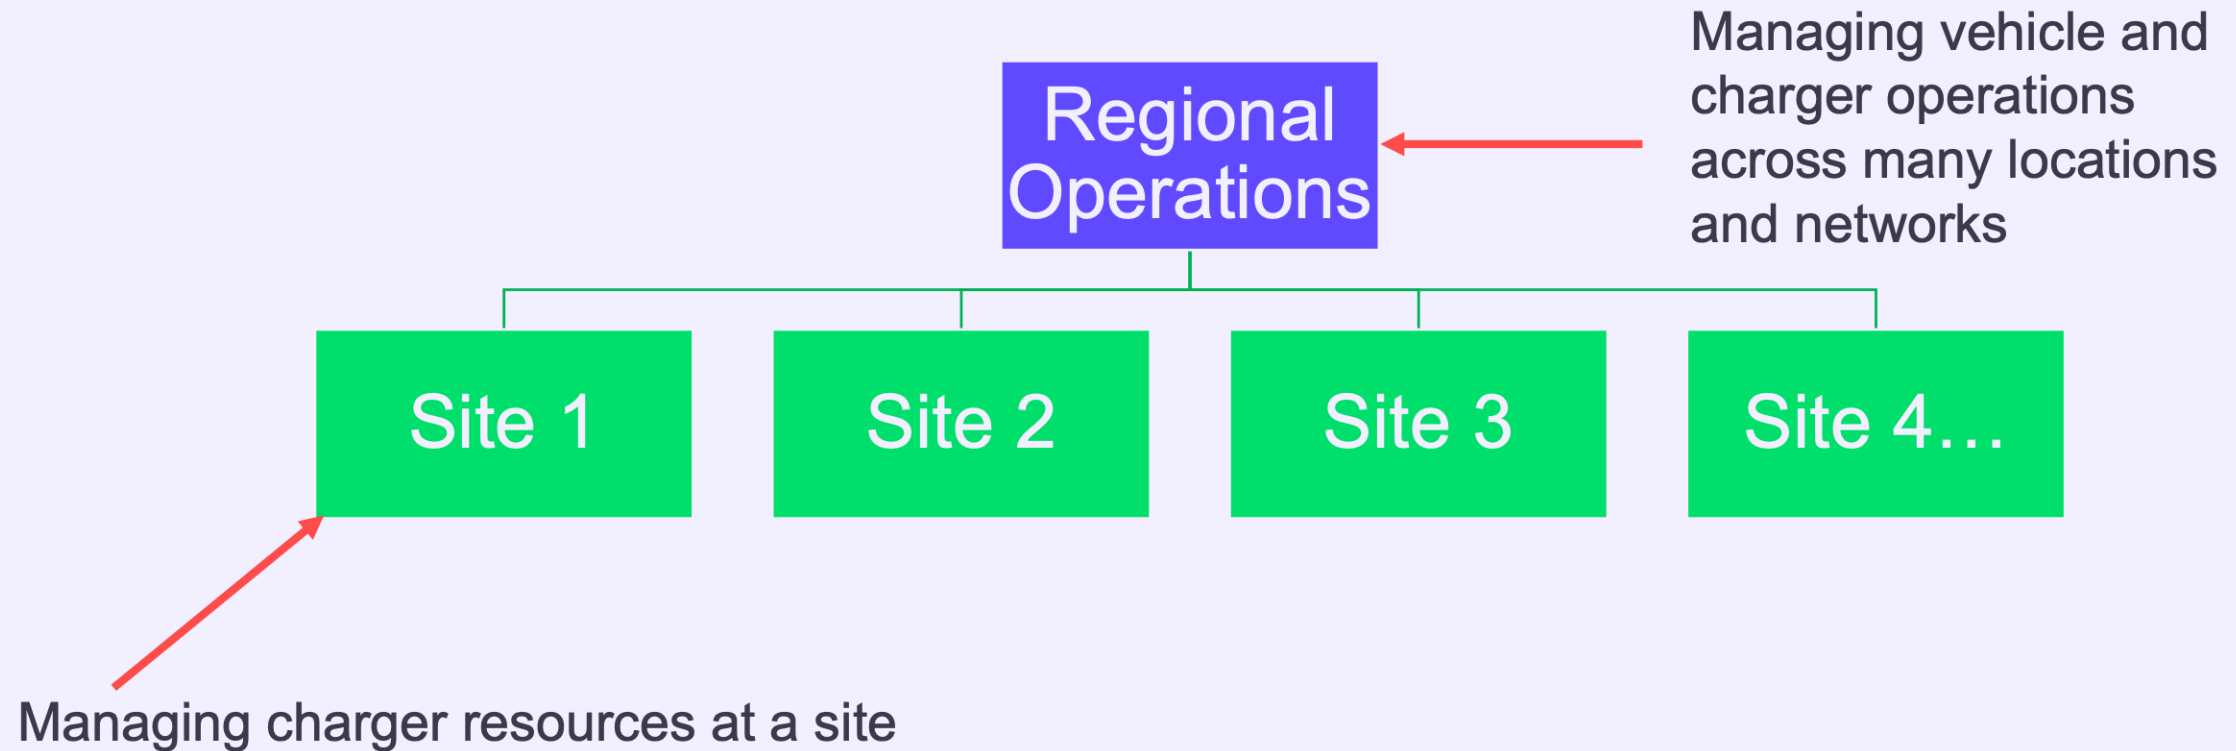 Regional
Operations
Managing vehicle and
charger operations
across many locations
and networks
Site 1
Site 2
Site 3
Site 4…
Managing charger resources at a site